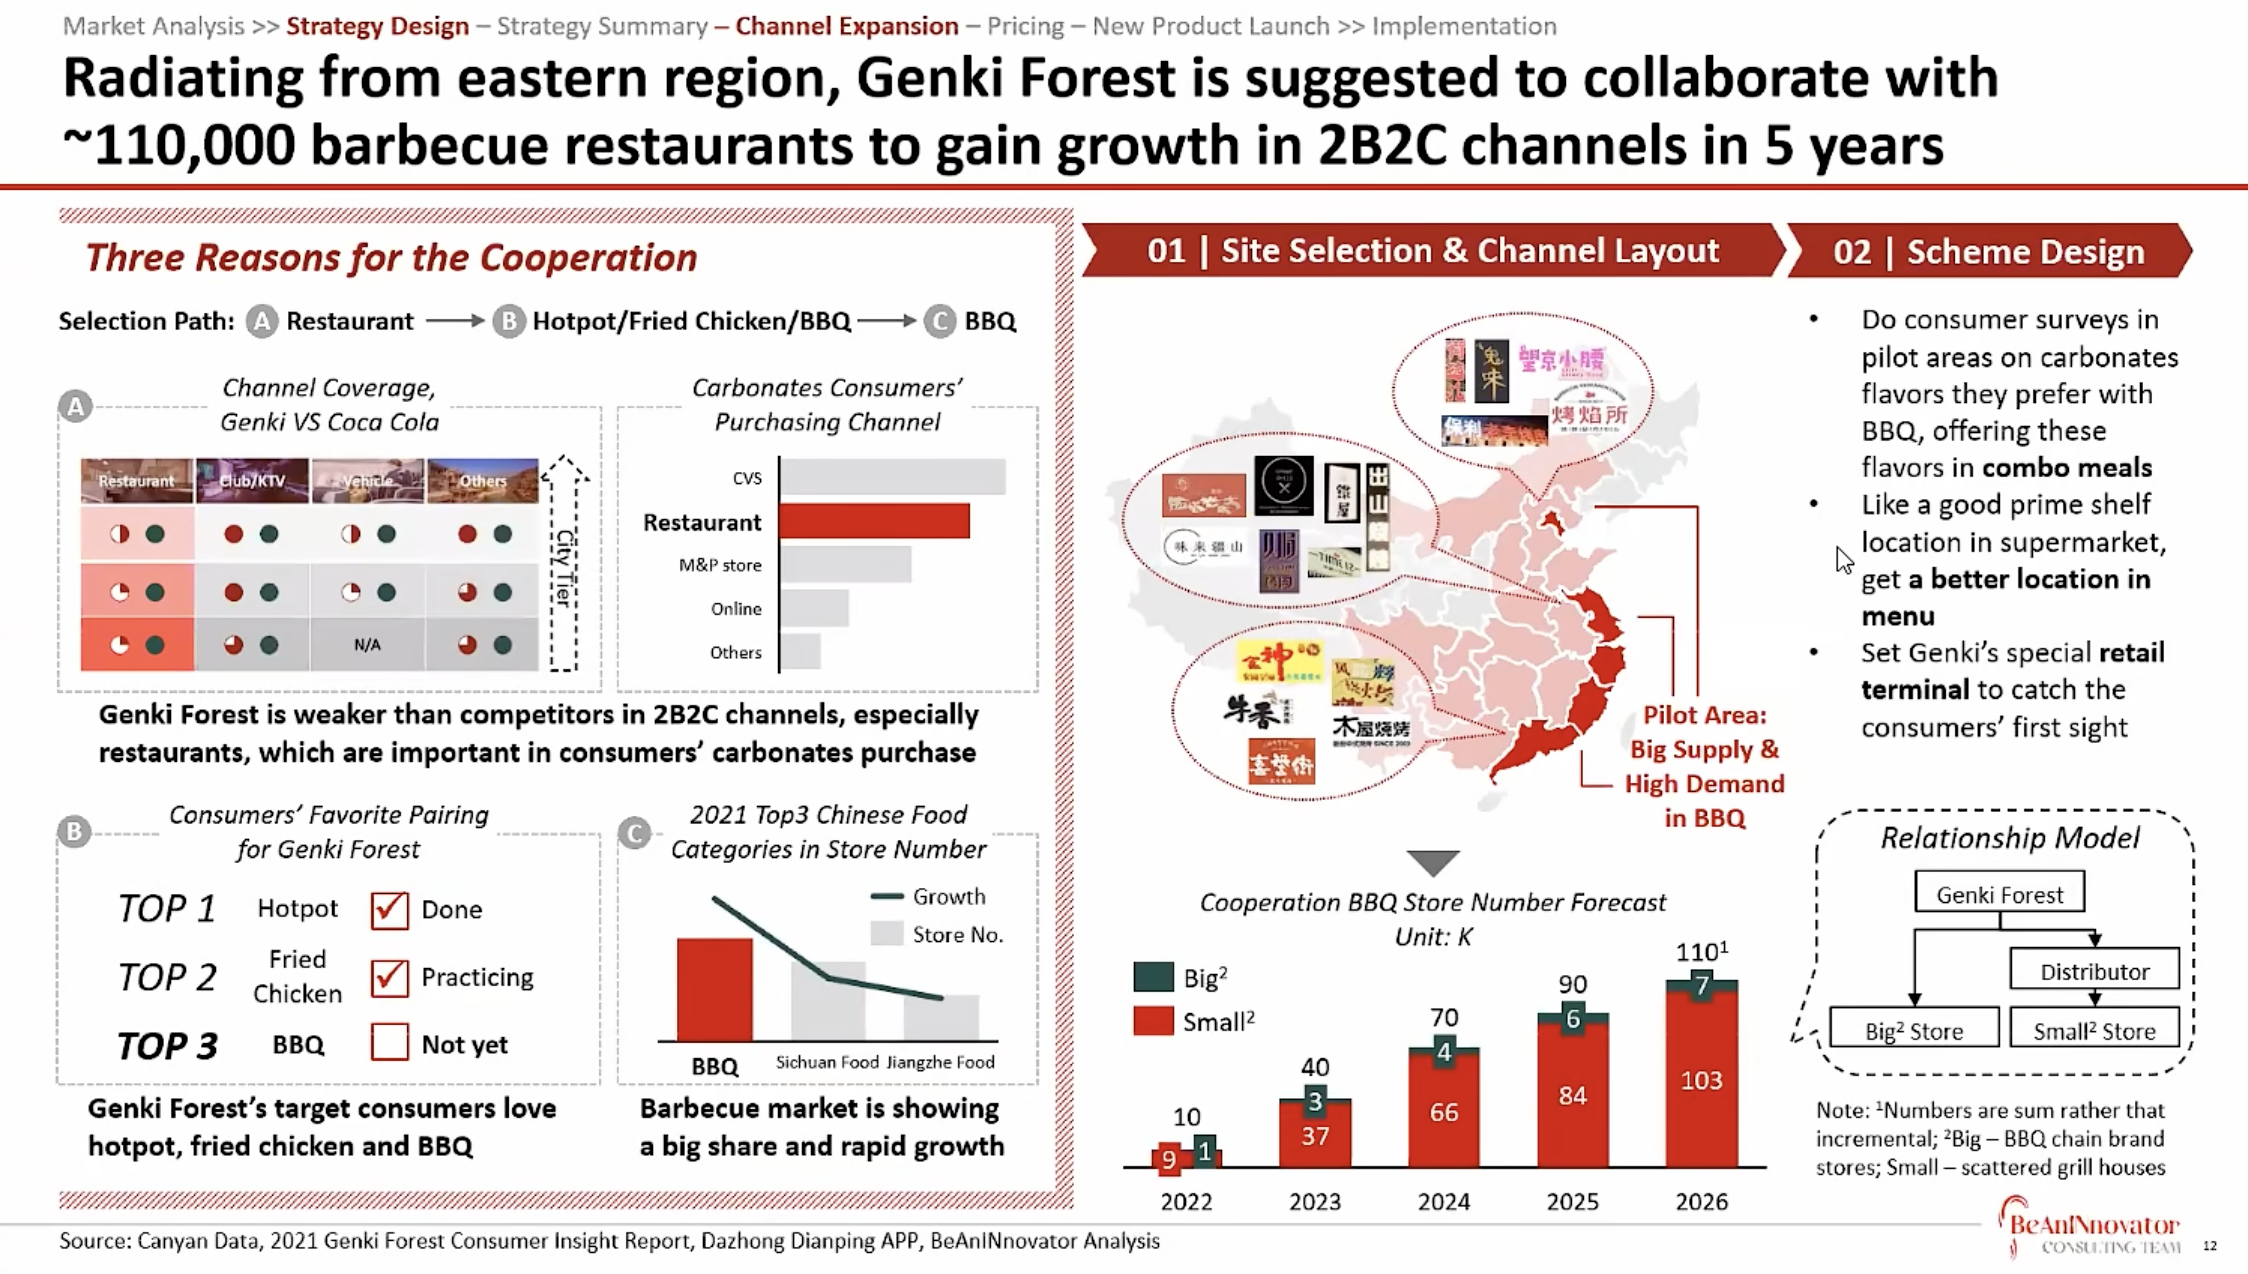 Market Analysis >> Strategy Design – Strategy Summary – Channel Expansion – Pricing – New Product Launch >> Implementation
Radiating from eastern region, Genki Forest is suggested to collaborate with
~110,000 barbecue restaurants to gain growth in 2B2C channels in 5 years
Three Reasons for the Cooperation
Selection Path: A Restaurant B Hotpot/Fried Chicken/BBQ C BBQ
A
Channel Coverage,
Genki VS Coca Cola
Restaurant Club/KTV Vehicle Others
N/A
City Tier
Carbonates Consumers’
Purchasing Channel
CVS
Restaurant
M&P store
Online
Others
Genki Forest is weaker than competitors in 2B2C channels, especially
restaurants, which are important in consumers’ carbonates purchase
B
Consumers’ Favorite Pairing
for Genki Forest
TOP 1 Hotpot Done
TOP 2 Fried Chicken Practicing
TOP 3 BBQ Not yet
Genki Forest’s target consumers love
hotpot, fried chicken and BBQ
C
2021 Top3 Chinese Food
Categories in Store Number
Growth
Store No.
BBQ Sichuan Food Jiangzhe Food
Barbecue market is showing
a big share and rapid growth
01 | Site Selection & Channel Layout
鬼味
望京小腰
烤焰所
保利
味来疆山
出山
牛香
木屋烧烤
喜堂街
Pilot Area:
Big Supply &
High Demand
in BBQ
Cooperation BBQ Store Number Forecast
Unit: K
Big²
Small²
10
9 1
40
3
37
70
4
66
90
6
84
110¹
7
103
2022 2023 2024 2025 2026
02 | Scheme Design
• Do consumer surveys in
pilot areas on carbonates
flavors they prefer with
BBQ, offering these
flavors in combo meals
• Like a good prime shelf
location in supermarket,
get a better location in
menu
• Set Genki’s special retail
terminal to catch the
consumers’ first sight
Relationship Model
Genki Forest
Distributor
Big² Store Small² Store
Note: ¹Numbers are sum rather that
incremental; ²Big – BBQ chain brand
stores; Small – scattered grill houses
Source: Canyan Data, 2021 Genki Forest Consumer Insight Report, Dazhong Dianping APP, BeAnINnovator Analysis
BeAnINnovator
CONSULTING TEAM
12